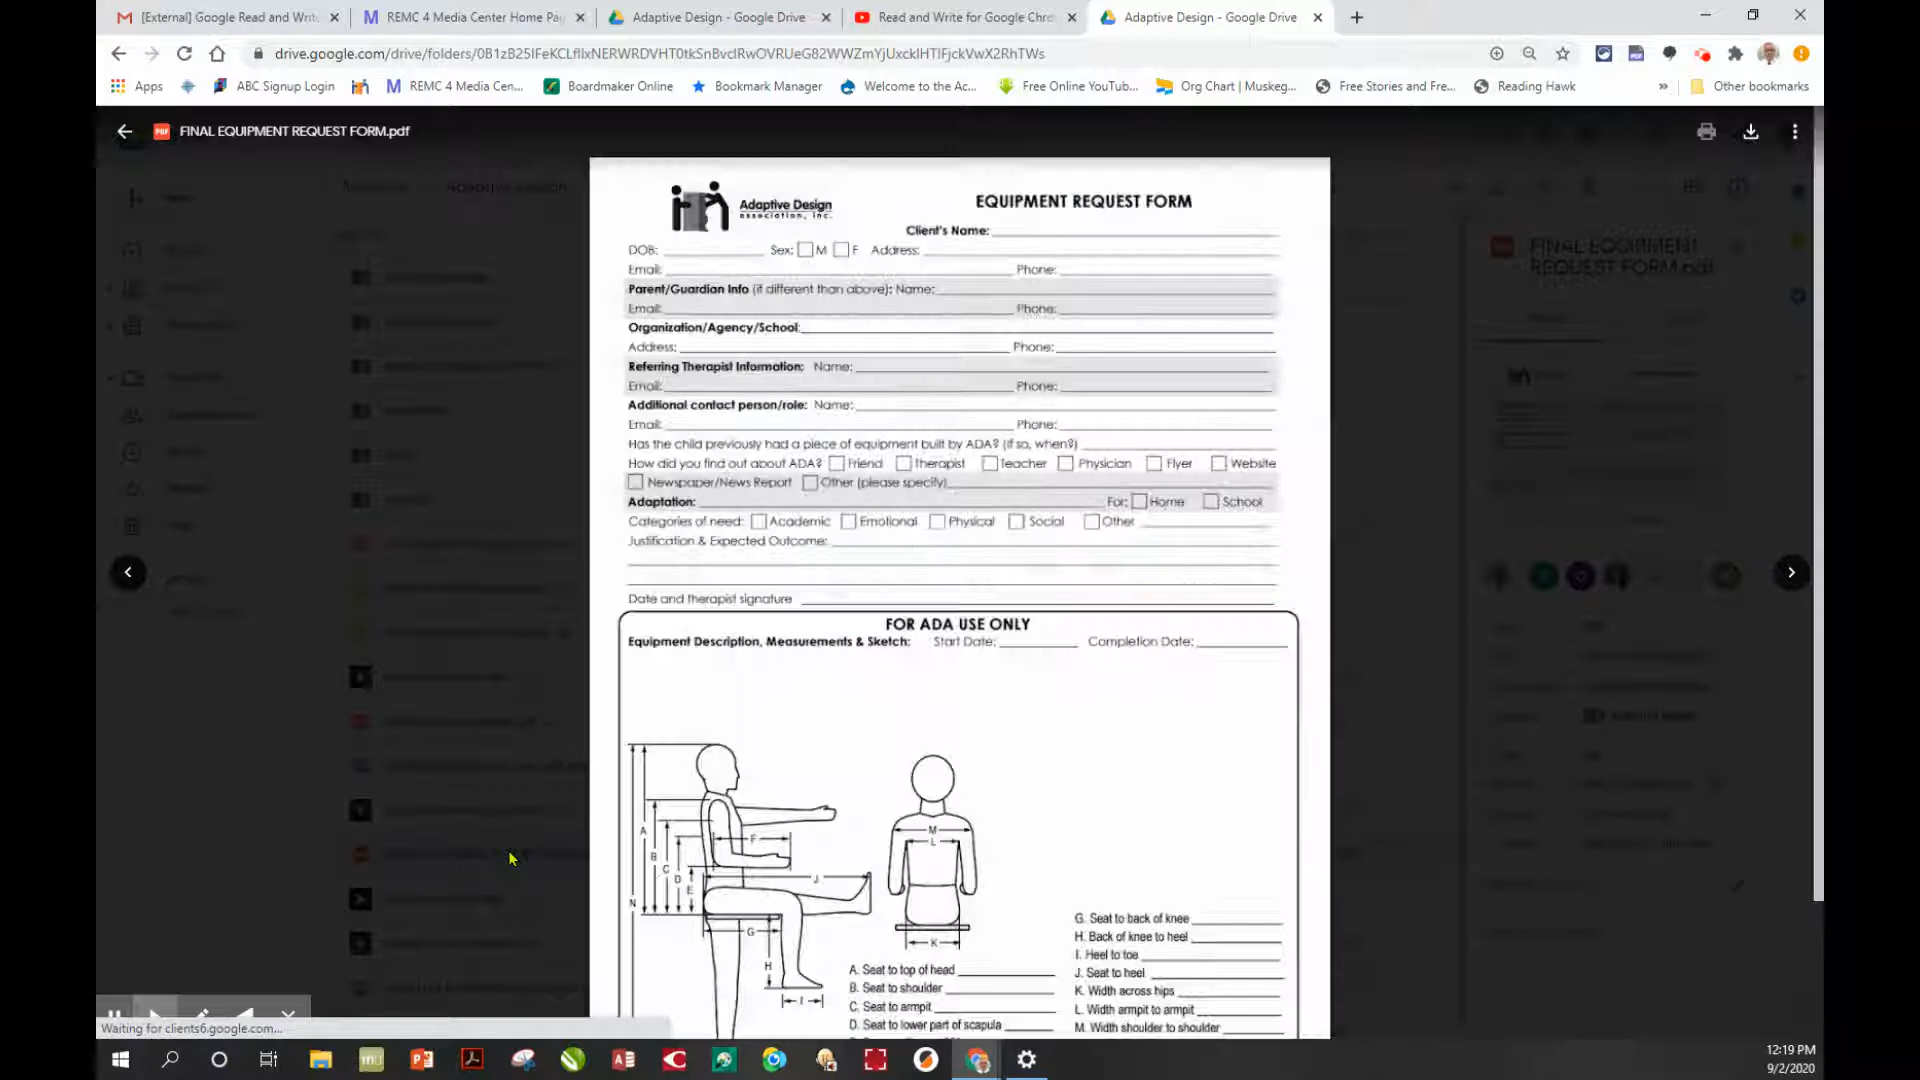 [External] Google Read and Write
REMC 4 Media Center Home Pa
Adaptive Design - Google Drive
Read and Write for Google Chro
Adaptive Design - Google Drive
drive.google.com/drive/folders/0B1zB25IFeKCLfllxNERWRDVHT0tkSnBvclRwOVRUeG82WWZmYjUxcklHTlFjckVwX2RhTWs
Apps
ABC Signup Login
REMC 4 Media Cen...
Boardmaker Online
Bookmark Manager
Welcome to the Ac...
Free Online YouTub...
Org Chart | Muskeg...
Free Stories and Fre...
Reading Hawk
Other bookmarks
FINAL EQUIPMENT REQUEST FORM.pdf
Adaptive Design
association, inc.
EQUIPMENT REQUEST FORM
Client's Name:
DOB: Sex: M F Address:
Email: Phone:
Parent/Guardian Info (if different than above): Name:
Email: Phone:
Organization/Agency/School:
Address: Phone:
Referring Therapist Information: Name:
Email: Phone:
Additional contact person/role: Name:
Email: Phone:
Has the child previously had a piece of equipment built by ADA? (if so, when?)
How did you find out about ADA? Friend Therapist Teacher Physician Flyer Website
Newspaper/News Report Other (please specify)
Adaptation: For: Home School
Categories of need: Academic Emotional Physical Social Other
Justification & Expected Outcome:
Date and therapist signature
FOR ADA USE ONLY
Equipment Description, Measurements & Sketch: Start Date: Completion Date:
FINAL EQUIPMENT
REQUEST FORM.pdf
A
B
C
D
E
F
J
N
G
H
I
M
L
K
A. Seat to top of head
B. Seat to shoulder
C. Seat to armpit
D. Seat to lower part of scapula
G. Seat to back of knee
H. Back of knee to heel
I. Heel to toe
J. Seat to heel
K. Width across hips
L. Width armpit to armpit
M. Width shoulder to shoulder
Waiting for clients6.google.com...
12:19 PM
9/2/2020